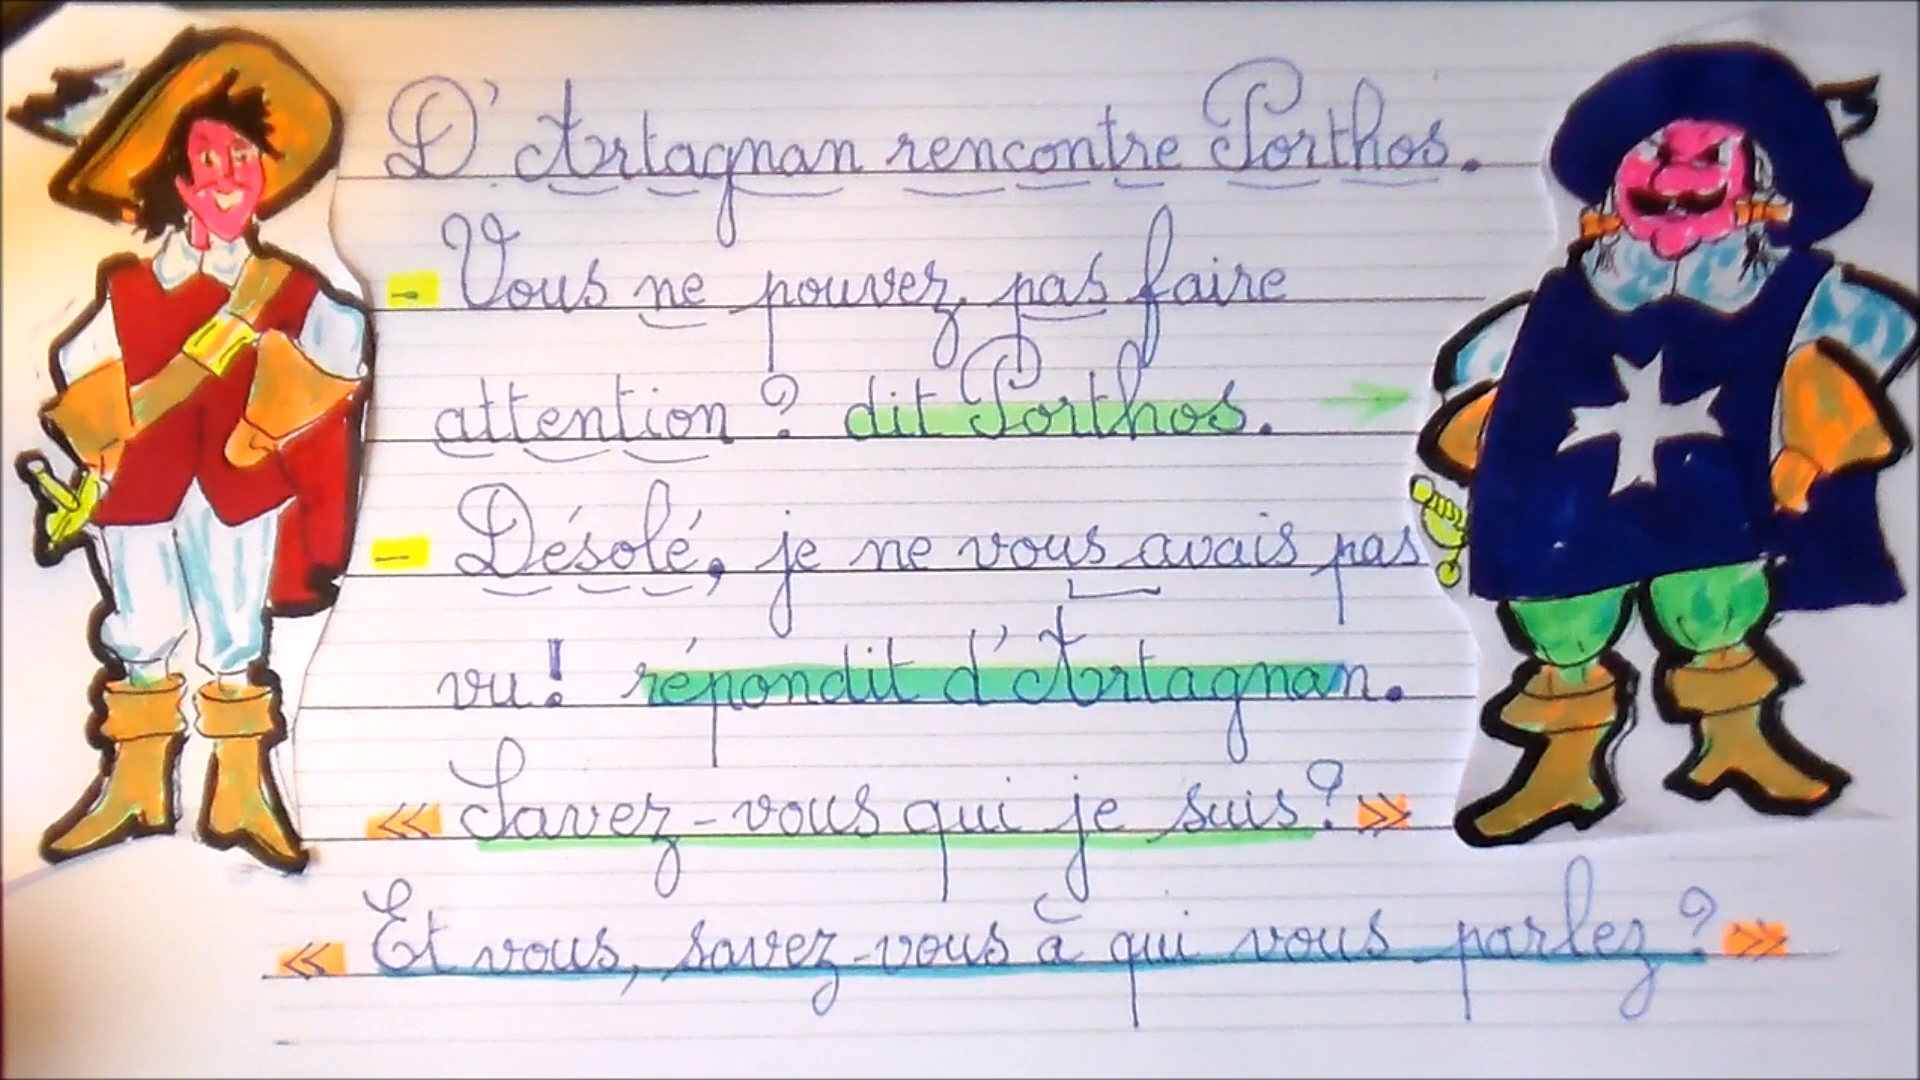 D'Artagnan rencontre Porthos.
- Vous ne pouvez pas faire
attention ? dit Porthos.
- Désolé, je ne vous avais pas
vu ! répondit d'Artagnan.
« Savez-vous qui je suis ? »
« Et vous, savez-vous à qui vous parlez ? »